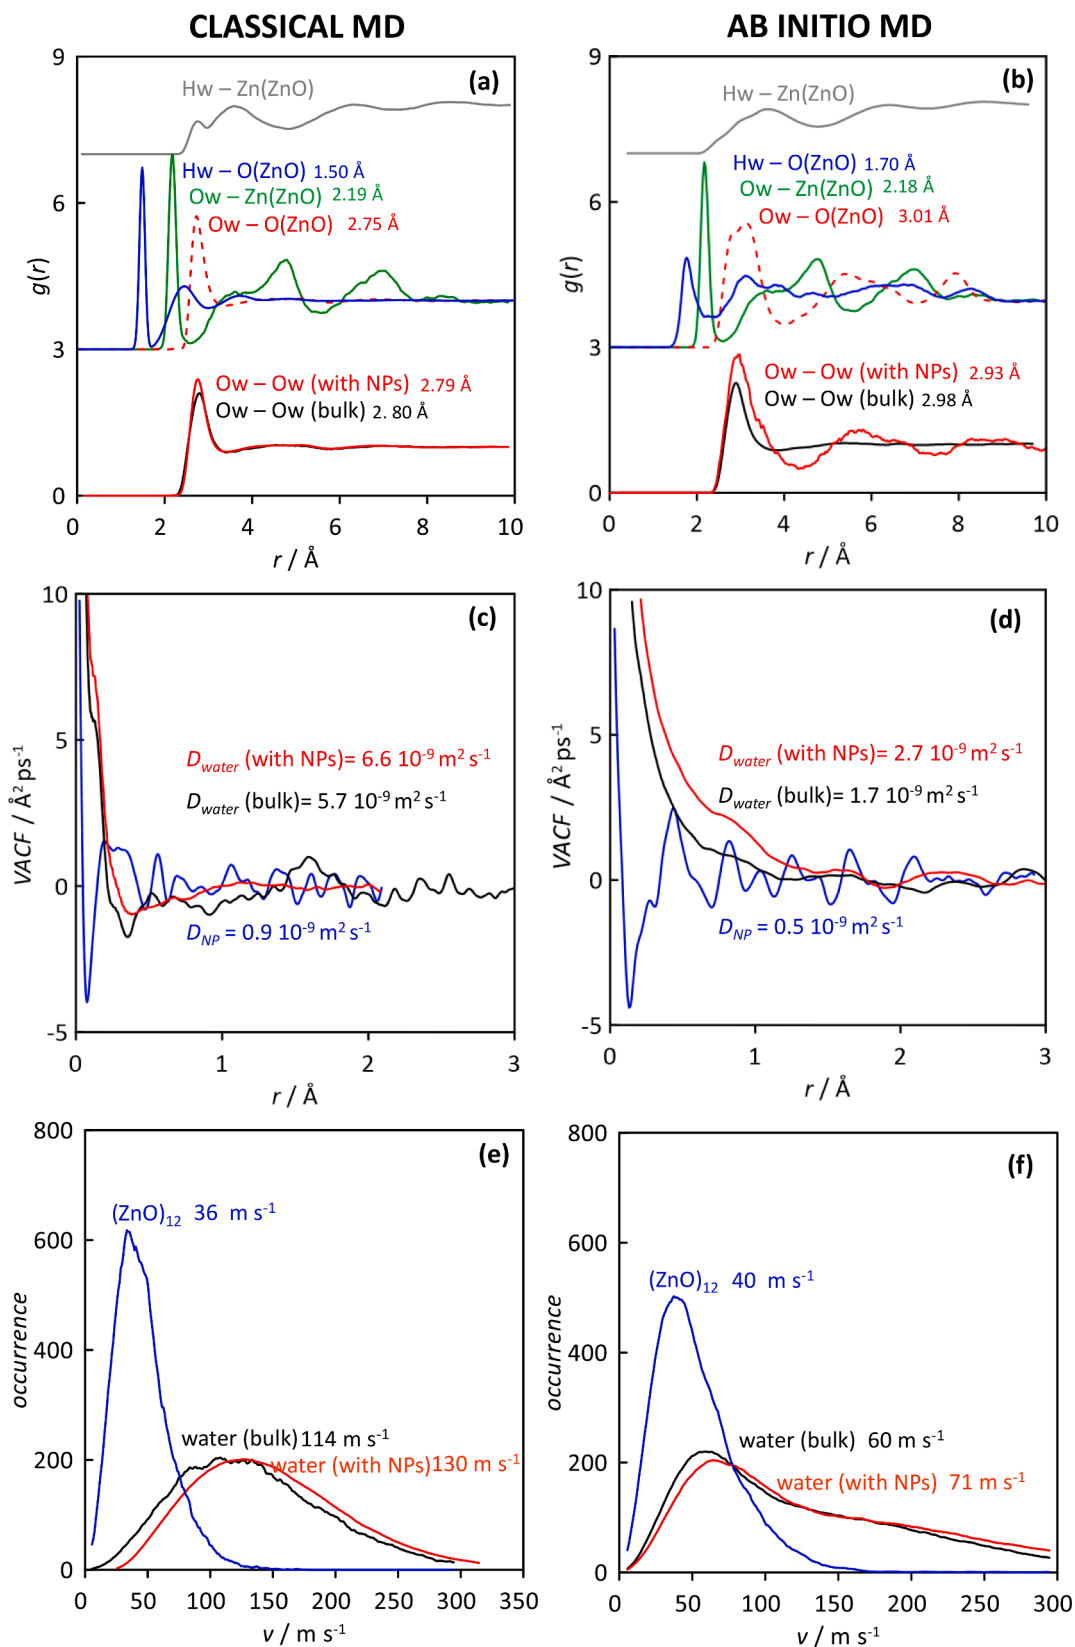 CLASSICAL MD
AB INITIO MD
9
(a)
Hw – Zn(ZnO)
Hw – O(ZnO) 1.50 Å
6
Ow – Zn(ZnO) 2.19 Å
Ow – O(ZnO) 2.75 Å
g(r)
3
Ow – Ow (with NPs) 2.79 Å
Ow – Ow (bulk) 2. 80 Å
0
0 2 4 6 8 10
r / Å
9
(b)
Hw – Zn(ZnO)
Hw – O(ZnO) 1.70 Å
6
Ow – Zn(ZnO) 2.18 Å
Ow – O(ZnO) 3.01 Å
g(r)
3
Ow – Ow (with NPs) 2.93 Å
Ow – Ow (bulk) 2.98 Å
0
0 2 4 6 8 10
r / Å
10
(c)
5
VACF / Å² ps⁻¹
D_water (with NPs)= 6.6 10⁻⁹ m² s⁻¹
D_water (bulk)= 5.7 10⁻⁹ m² s⁻¹
0
D_NP = 0.9 10⁻⁹ m² s⁻¹
-5
0 1 2 3
r / Å
10
(d)
5
VACF / Å² ps⁻¹
D_water (with NPs)= 2.7 10⁻⁹ m² s⁻¹
D_water (bulk)= 1.7 10⁻⁹ m² s⁻¹
0
D_NP = 0.5 10⁻⁹ m² s⁻¹
-5
0 1 2 3
r / Å
800
(e)
(ZnO)₁₂ 36 m s⁻¹
600
occurrence
400
water (bulk) 114 m s⁻¹
200
water (with NPs) 130 m s⁻¹
0
0 50 100 150 200 250 300 350
v / m s⁻¹
800
(f)
600
(ZnO)₁₂ 40 m s⁻¹
occurrence
400
water (bulk) 60 m s⁻¹
200
water (with NPs) 71 m s⁻¹
0
0 50 100 150 200 250 300
v / m s⁻¹